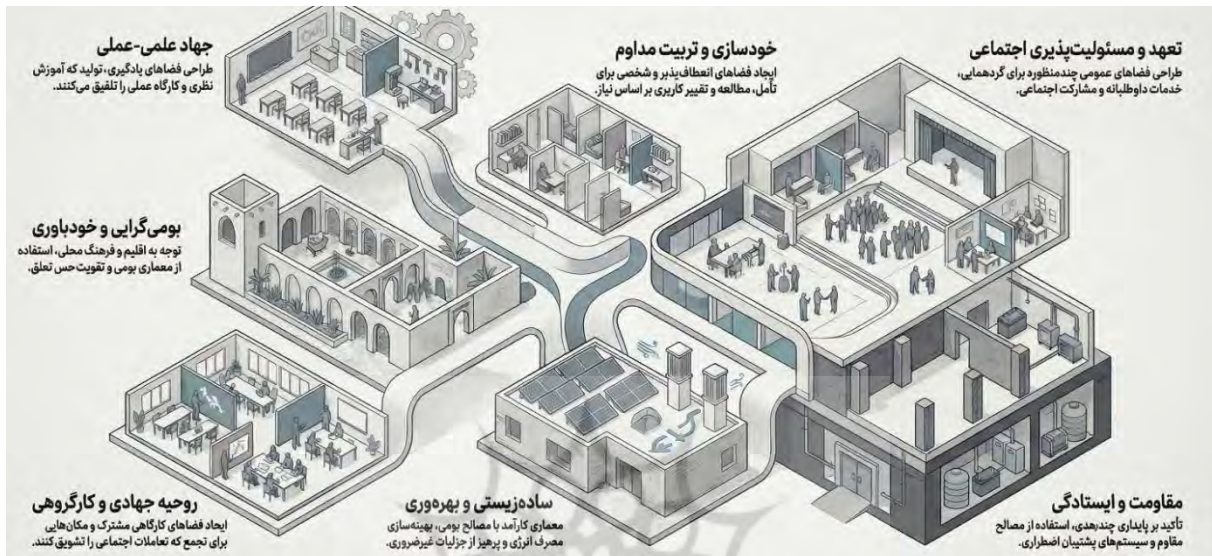 تعهد و مسئولیت‌پذیری اجتماعی
طراحی فضاهای عمومی چندمنظوره برای گردهمایی،
خدمات داوطلبانه و مشارکت اجتماعی.
خودسازی و تربیت مداوم
ایجاد فضاهای انعطاف‌پذیر و شخصی برای
تأمل، مطالعه و تغییر کاربری بر اساس نیاز.
جهاد علمی-عملی
طراحی فضاهای یادگیری، تولید که آموزش
نظری و کارگاه عملی را تلفیق می‌کنند.
بومی‌گرایی و خودباوری
توجه به اقلیم و فرهنگ محلی، استفاده
از معماری بومی و تقویت حس تعلق.
مقاومت و ایستادگی
تأکید بر پایداری چندبعدی، استفاده از مصالح
مقاوم و سیستم‌های پشتیبان اضطراری.
ساده‌زیستی و بهره‌وری
معماری کارآمد با مصالح بومی، بهینه‌سازی
مصرف انرژی و پرهیز از جزئیات غیرضروری.
روحیه جهادی و کارگروهی
ایجاد فضاهای کارگاهی مشترک و مکان‌هایی
برای تجمع که تعاملات اجتماعی را تشویق کنند.